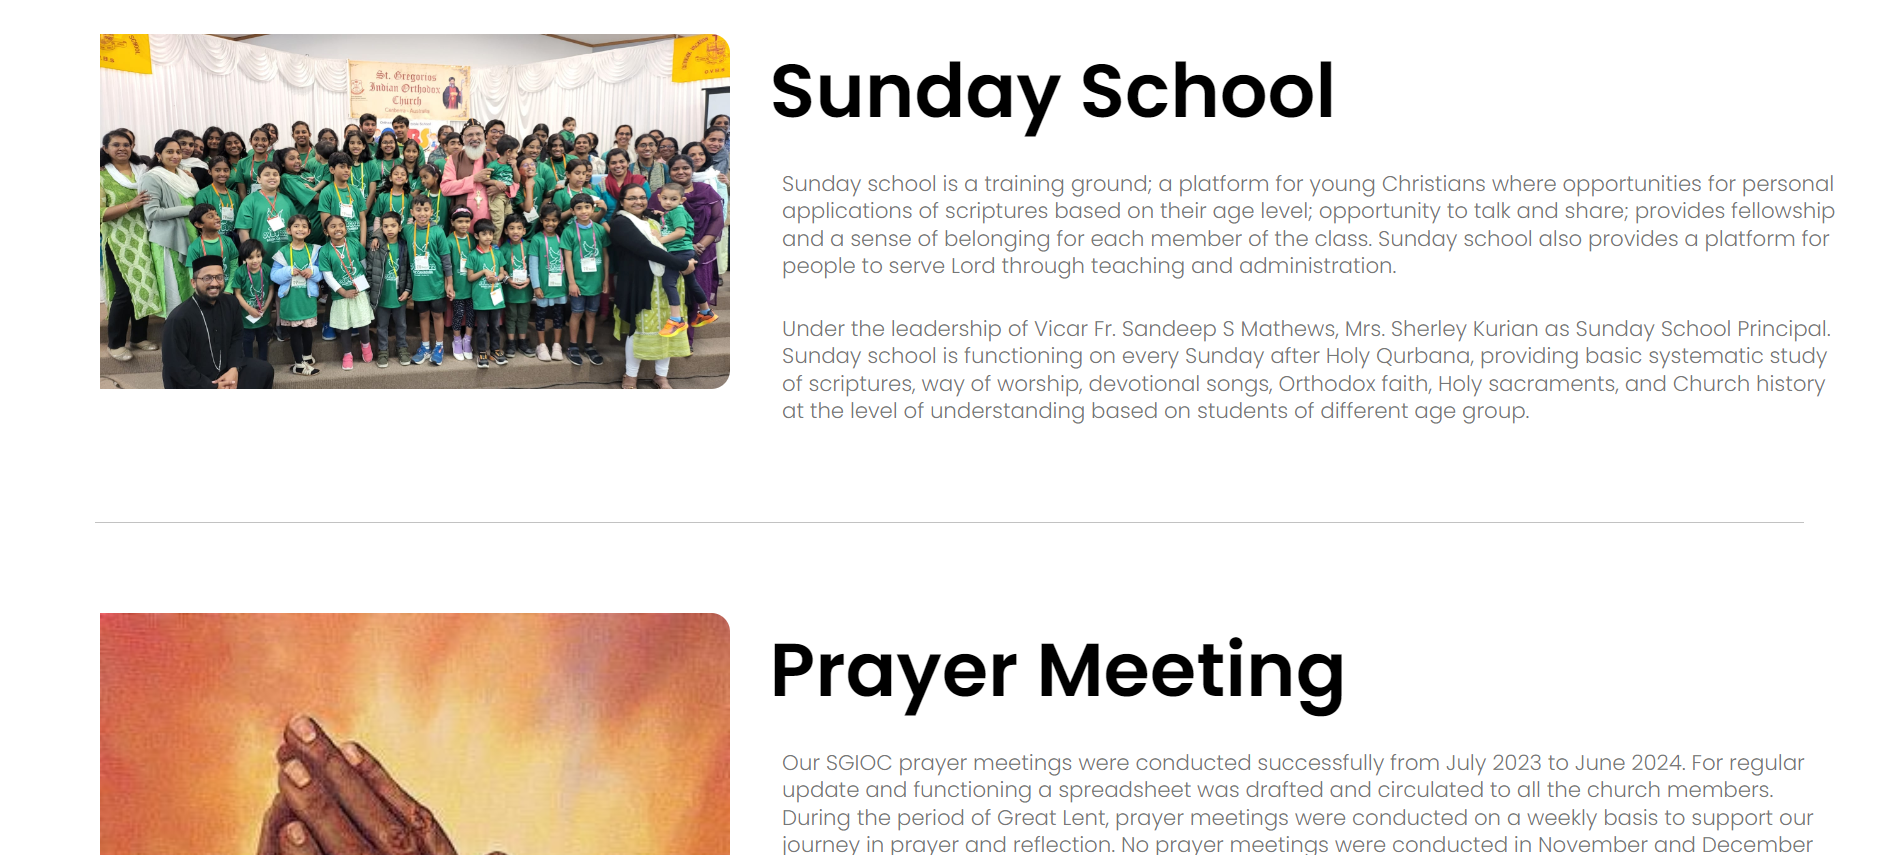 St. Gregorios
Indian Orthodox
Church
Canberra - Australia
Sunday School
Sunday school is a training ground; a platform for young Christians where opportunities for personal
applications of scriptures based on their age level; opportunity to talk and share; provides fellowship
and a sense of belonging for each member of the class. Sunday school also provides a platform for
people to serve Lord through teaching and administration.
Under the leadership of Vicar Fr. Sandeep S Mathews, Mrs. Sherley Kurian as Sunday School Principal.
Sunday school is functioning on every Sunday after Holy Qurbana, providing basic systematic study
of scriptures, way of worship, devotional songs, Orthodox faith, Holy sacraments, and Church history
at the level of understanding based on students of different age group.
Prayer Meeting
Our SGIOC prayer meetings were conducted successfully from July 2023 to June 2024. For regular
update and functioning a spreadsheet was drafted and circulated to all the church members.
During the period of Great Lent, prayer meetings were conducted on a weekly basis to support our
journey in prayer and reflection. No prayer meetings were conducted in November and December